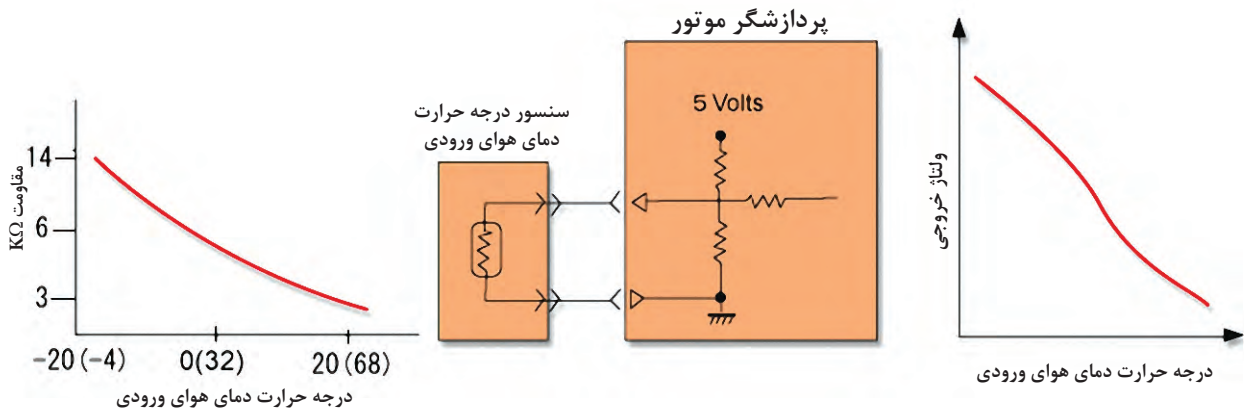 پردازشگر موتور
5 Volts
سنسور درجه حرارت
دمای هوای ورودی
مقاومت KΩ
14
6
3
-20(-4)
0(32)
20(68)
درجه حرارت دمای هوای ورودی
ولتاژ خروجی
درجه حرارت دمای هوای ورودی